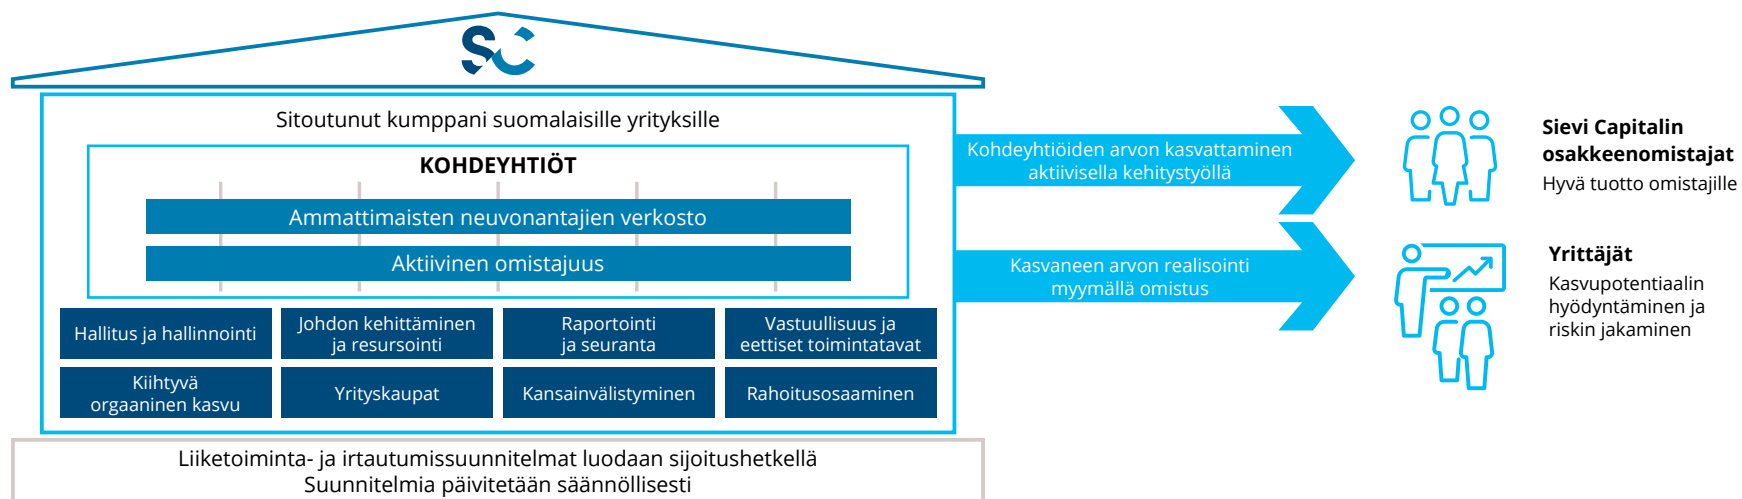 SC
Sitoutunut kumppani suomalaisille yrityksille
KOHDEYHTIÖT
Ammattimaisten neuvonantajien verkosto
Aktiivinen omistajuus
Hallitus ja hallinnointi
Johdon kehittäminen
ja resursointi
Raportointi
ja seuranta
Vastuullisuus ja
eettiset toimintatavat
Kiihtyvä
orgaaninen kasvu
Yrityskaupat
Kansainvälistyminen
Rahoitusosaaminen
Liiketoiminta- ja irtautumissuunnitelmat luodaan sijoitushetkellä
Suunnitelmia päivitetään säännöllisesti
Kohdeyhtiöiden arvon kasvattaminen
aktiivisella kehitystyöllä
Kasvaneen arvon realisointi
myymällä omistus
Sievi Capitalin
osakkeenomistajat
Hyvä tuotto omistajille
Yrittäjät
Kasvupotentiaalin
hyödyntäminen ja
riskin jakaminen